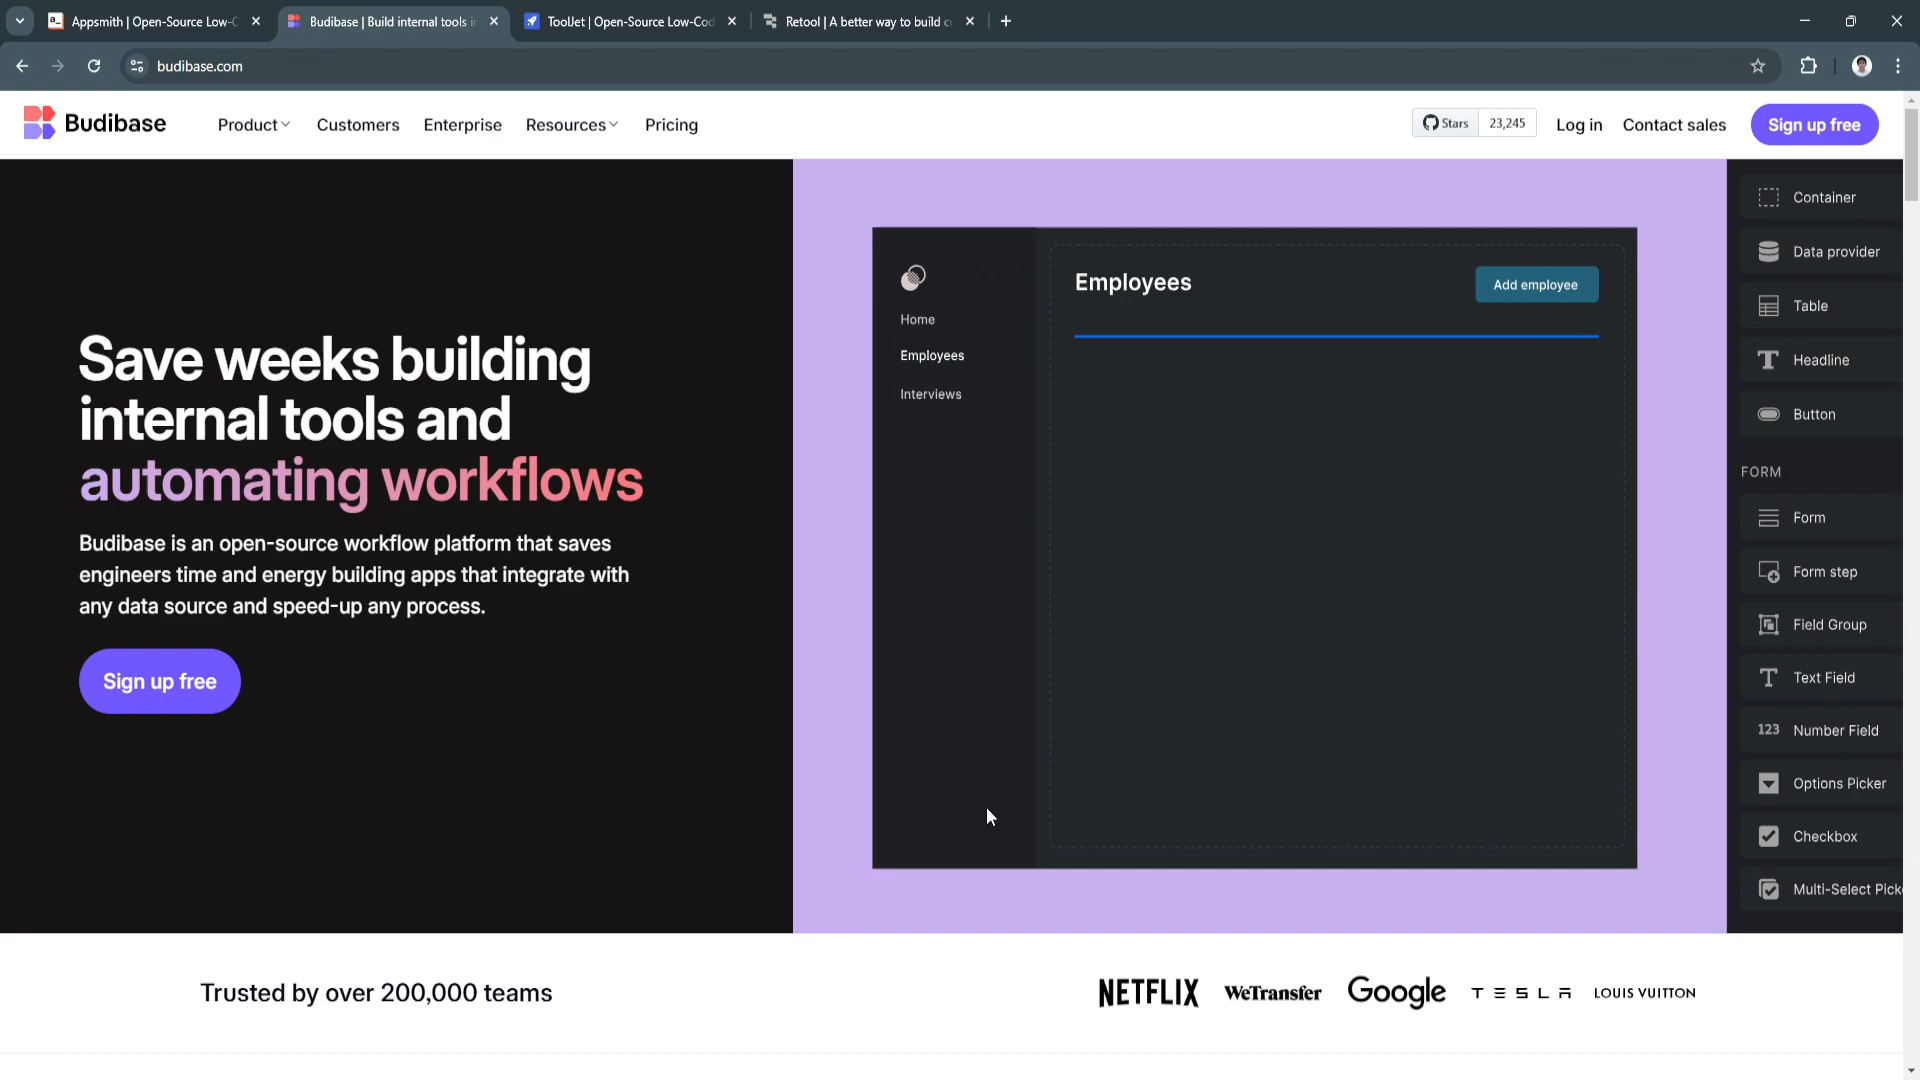 Appsmith | Open-Source Low-C
Budibase | Build internal tools i
ToolJet | Open-Source Low-Cod
Retool | A better way to build c
budibase.com
Budibase
Product
Customers
Enterprise
Resources
Pricing
Stars
23,245
Log in
Contact sales
Sign up free
Save weeks building
internal tools and
automating workflows
Budibase is an open-source workflow platform that saves
engineers time and energy building apps that integrate with
any data source and speed-up any process.
Sign up free
Home
Employees
Interviews
Employees
Add employee
Container
Data provider
Table
Headline
Button
FORM
Form
Form step
Field Group
Text Field
123 Number Field
Options Picker
Checkbox
Multi-Select Pick
Trusted by over 200,000 teams
NETFLIX
WeTransfer
Google
TESLA
LOUIS VUITTON